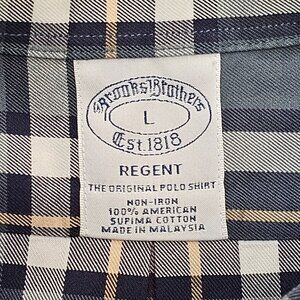 Brooks Brothers
L
Est. 1818
REGENT
THE ORIGINAL POLO SHIRT
NON-IRON
100% AMERICAN
SUPIMA COTTON
MADE IN MALAYSIA